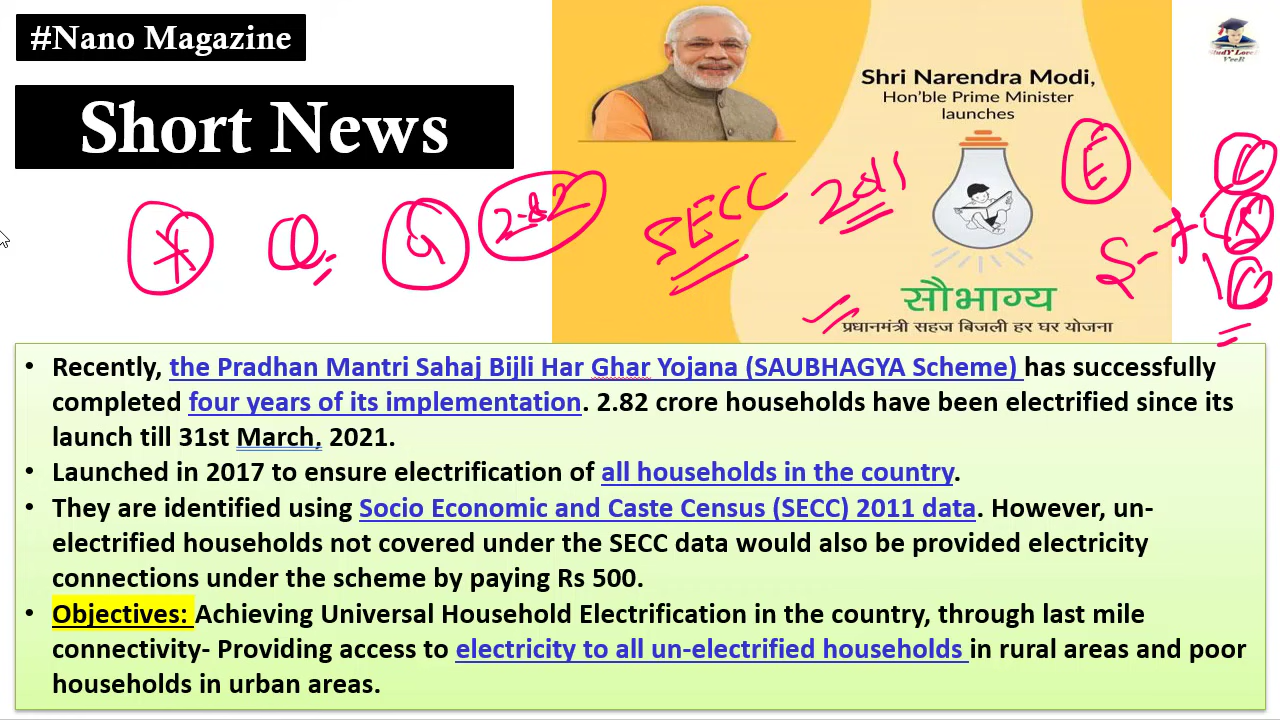 #Nano Magazine
Short News
Shri Narendra Modi,
Hon'ble Prime Minister
launches
सौभाग्य
प्रधानमंत्री सहज बिजली हर घर योजना
2.82
SECC 2011
E
• Recently, the Pradhan Mantri Sahaj Bijli Har Ghar Yojana (SAUBHAGYA Scheme) has successfully
completed four years of its implementation. 2.82 crore households have been electrified since its
launch till 31st March, 2021.
• Launched in 2017 to ensure electrification of all households in the country.
• They are identified using Socio Economic and Caste Census (SECC) 2011 data. However, un-
electrified households not covered under the SECC data would also be provided electricity
connections under the scheme by paying Rs 500.
• Objectives: Achieving Universal Household Electrification in the country, through last mile
connectivity- Providing access to electricity to all un-electrified households in rural areas and poor
households in urban areas.